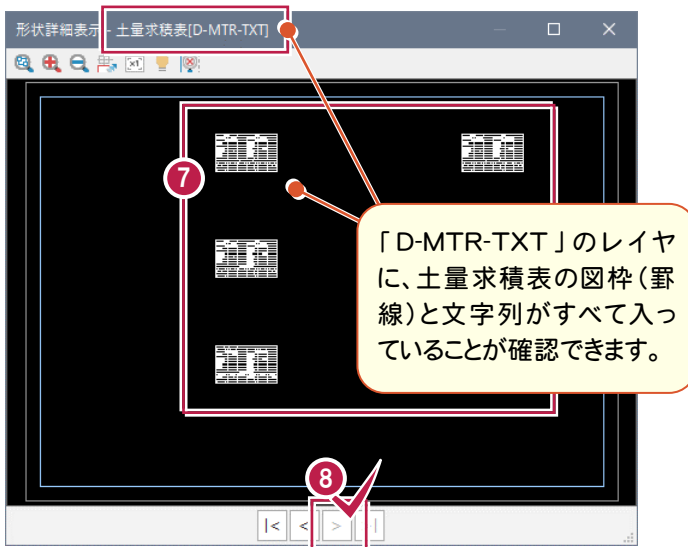 形状詳細表示 - 土量求積表[D-MTR-TXT]
7
「D-MTR-TXT」のレイヤ
に、土量求積表の図枠(罫
線)と文字列がすべて入っ
ていることが確認できます。
8
|< < > >|